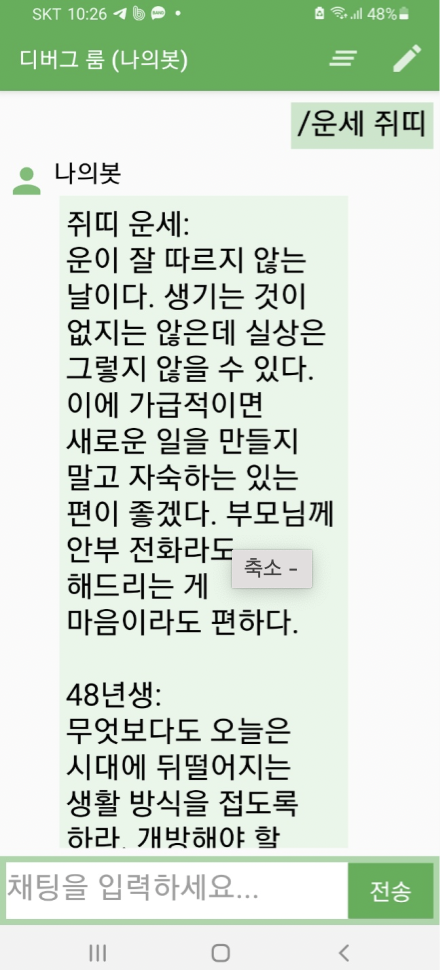 SKT 10:26 48%
디버그 룸 (나의봇)
/운세 쥐띠
나의봇
쥐띠 운세:
운이 잘 따르지 않는
날이다. 생기는 것이
없지는 않은데 실상은
그렇지 않을 수 있다.
이에 가급적이면
새로운 일을 만들지
말고 자숙하는 있는
편이 좋겠다. 부모님께
안부 전화라도
해드리는 게
축소 -
마음이라도 편하다.
48년생:
무엇보다도 오늘은
시대에 뒤떨어지는
생활 방식을 접도록
하라. 개방해야 할
채팅을 입력하세요...
전송